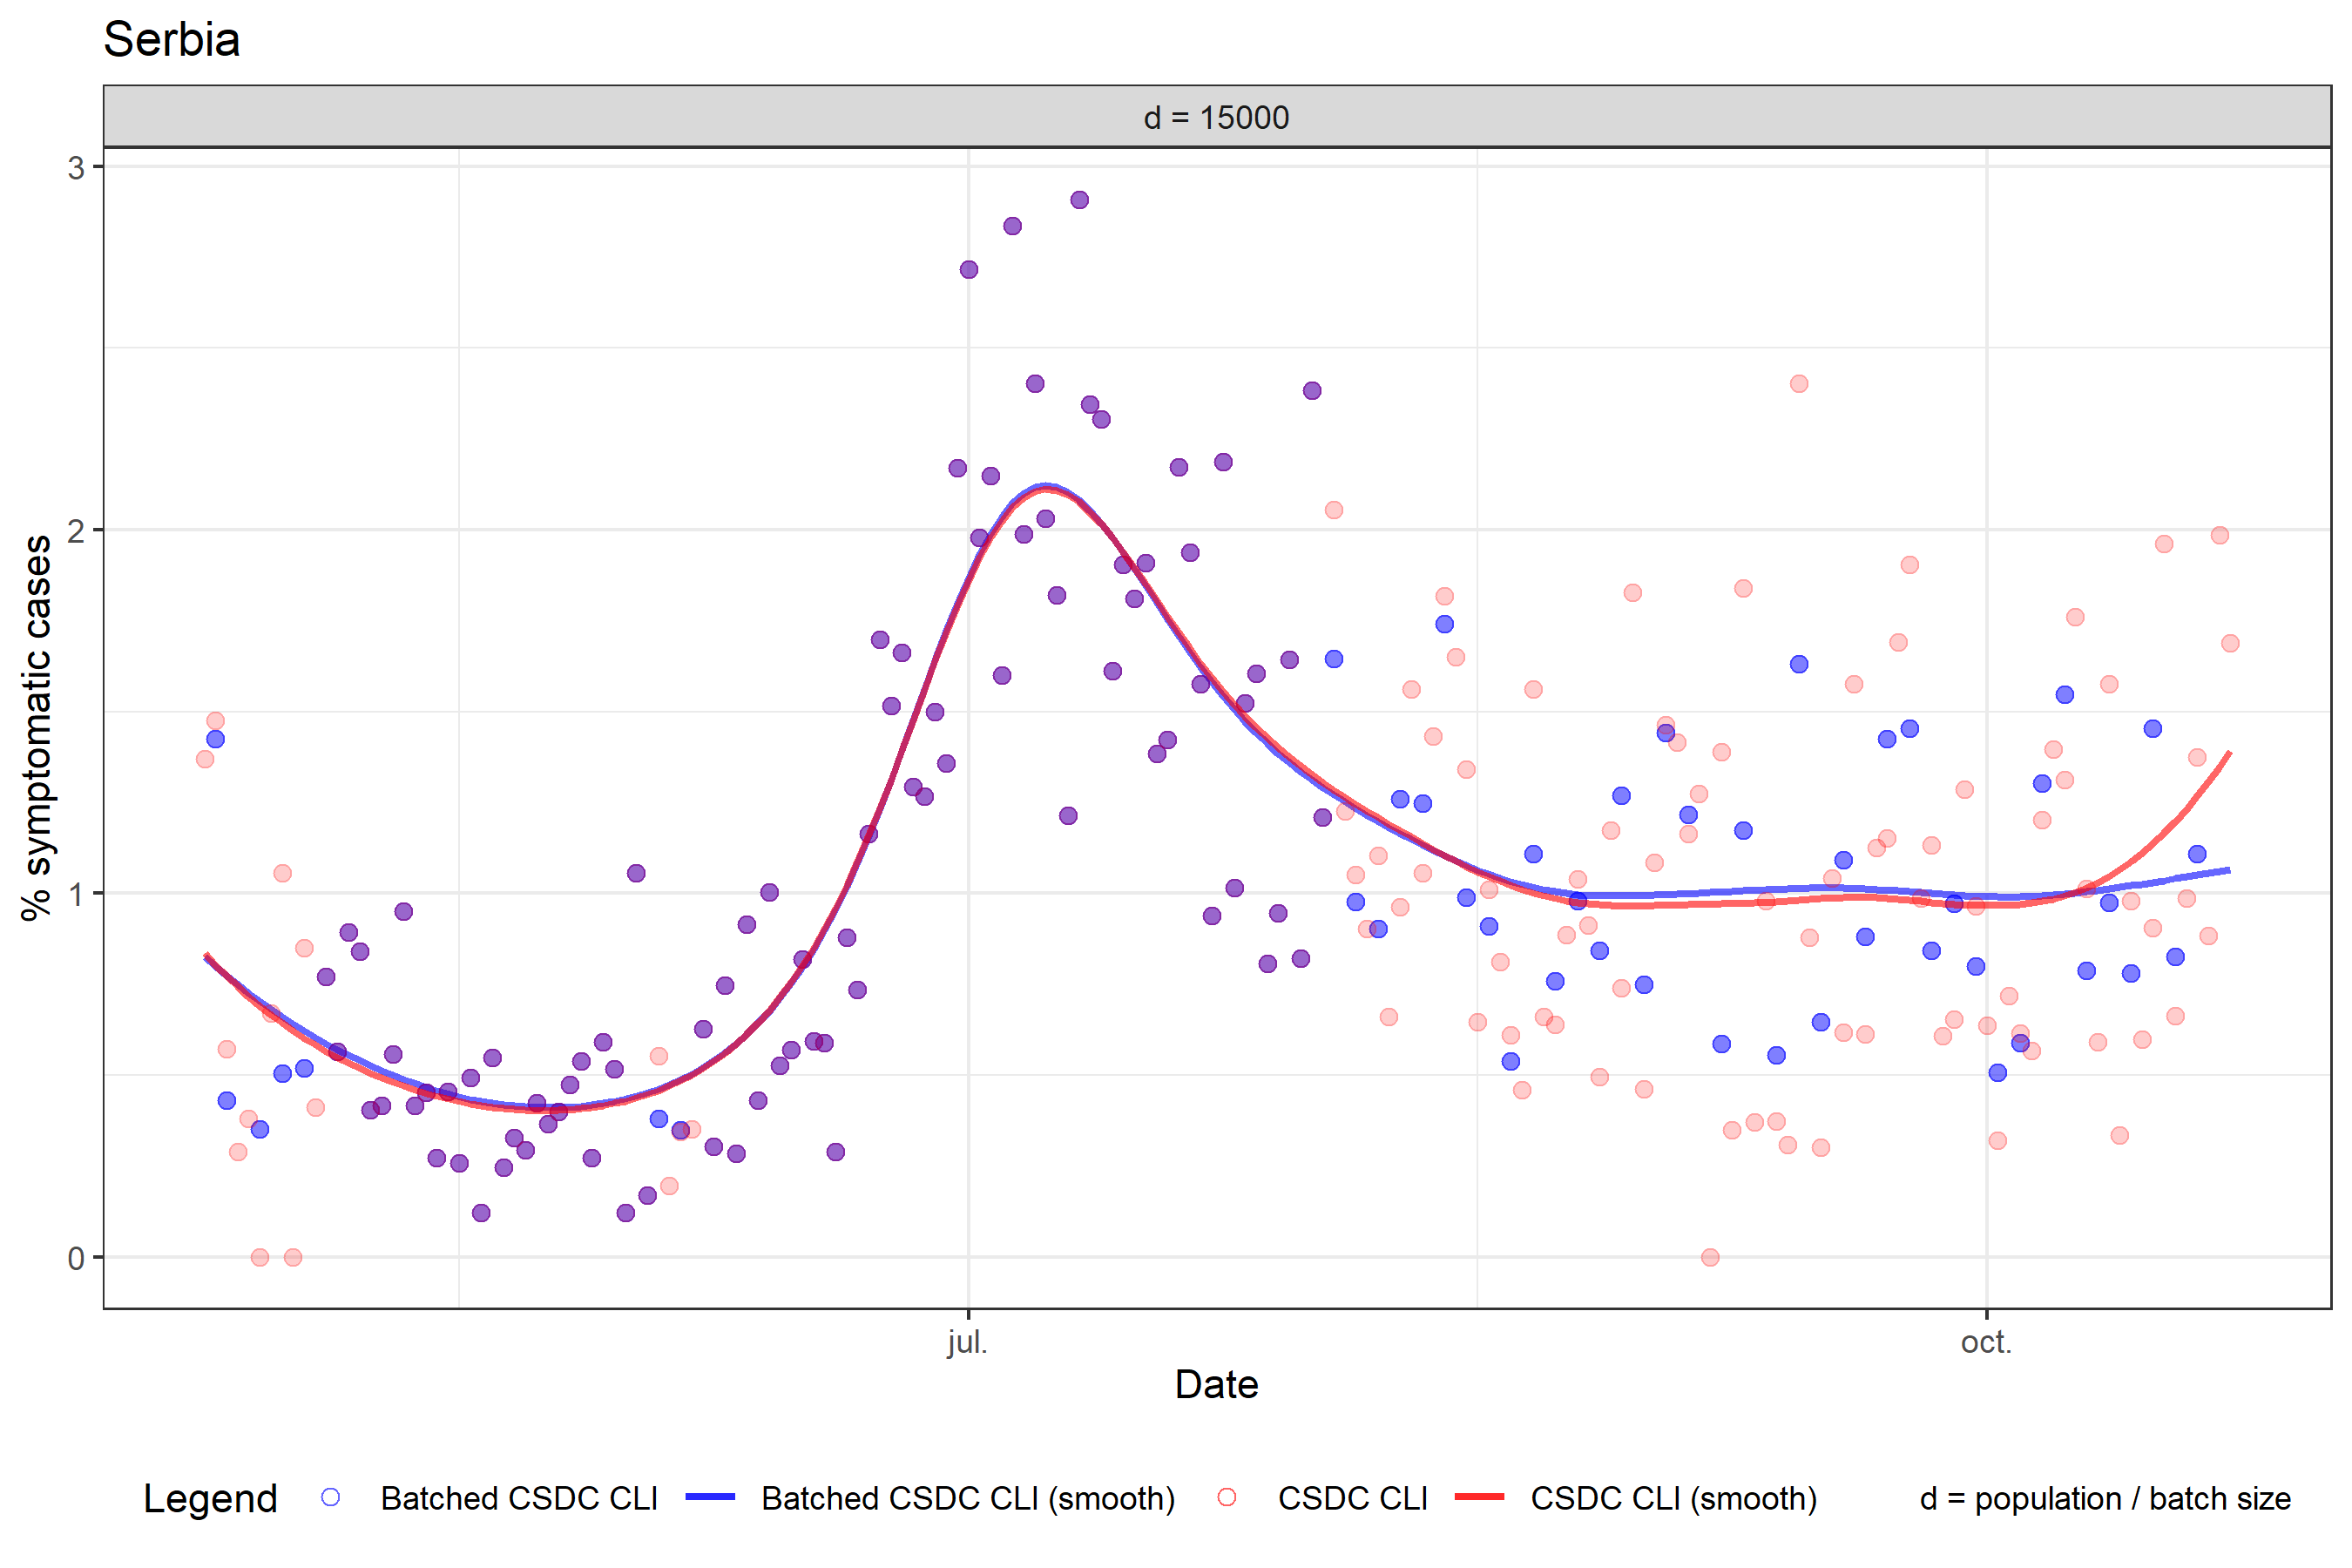 Serbia
d = 15000
3
2
1
0
% symptomatic cases
jul.
oct.
Date
Legend
Batched CSDC CLI
Batched CSDC CLI (smooth)
CSDC CLI
CSDC CLI (smooth)
d = population / batch size